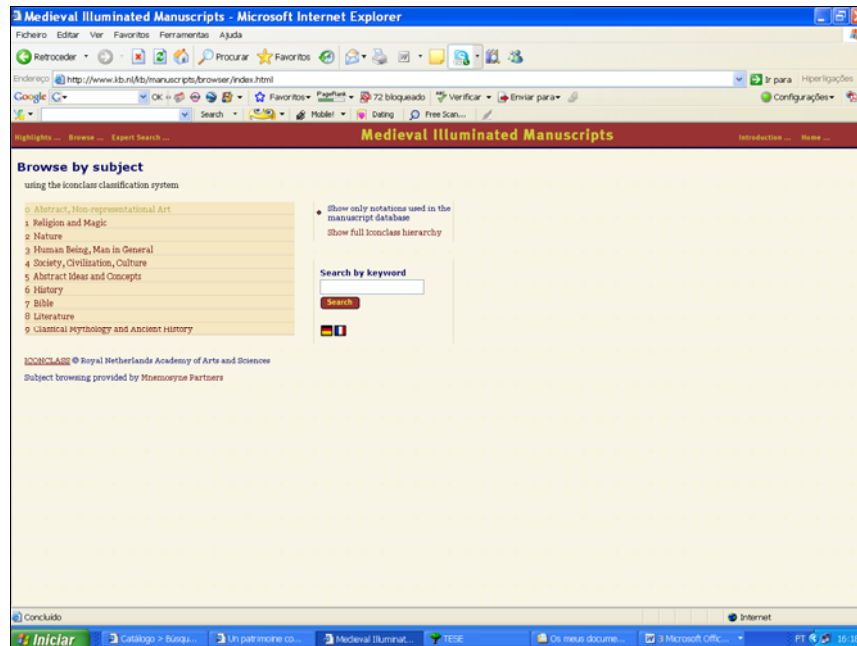 Medieval Illuminated Manuscripts - Microsoft Internet Explorer
Ficheiro Editar Ver Favoritos Ferramentas Ajuda
Retroceder Procurar Favoritos
Endereço http://www.kb.nl/kb/manuscripts/browser/index.html Ir para Hiperligações
Google G OK Favoritos PageRank 72 bloqueado Verificar Enviar para Configurações
Search Mobile! Dating Free Scan...
Highlights ... Browse ... Expert Search ... Medieval Illuminated Manuscripts Introduction ... Home ...
Browse by subject
using the iconclass classification system
0 Abstract, Non-representational Art
1 Religion and Magic
2 Nature
3 Human Being, Man in General
4 Society, Civilization, Culture
5 Abstract Ideas and Concepts
6 History
7 Bible
8 Literature
9 Classical Mythology and Ancient History
Show only notations used in the
manuscript database
Show full Iconclass hierarchy
Search by keyword
Search
ICONCLASS © Royal Netherlands Academy of Arts and Sciences
Subject browsing provided by Mnemosyne Partners
Concluído Internet
Iniciar Catálogo > Búsqu... Un patrimoine co... Medieval Illuminat... TESE Os meus docume... 3 Microsoft Offic... PT